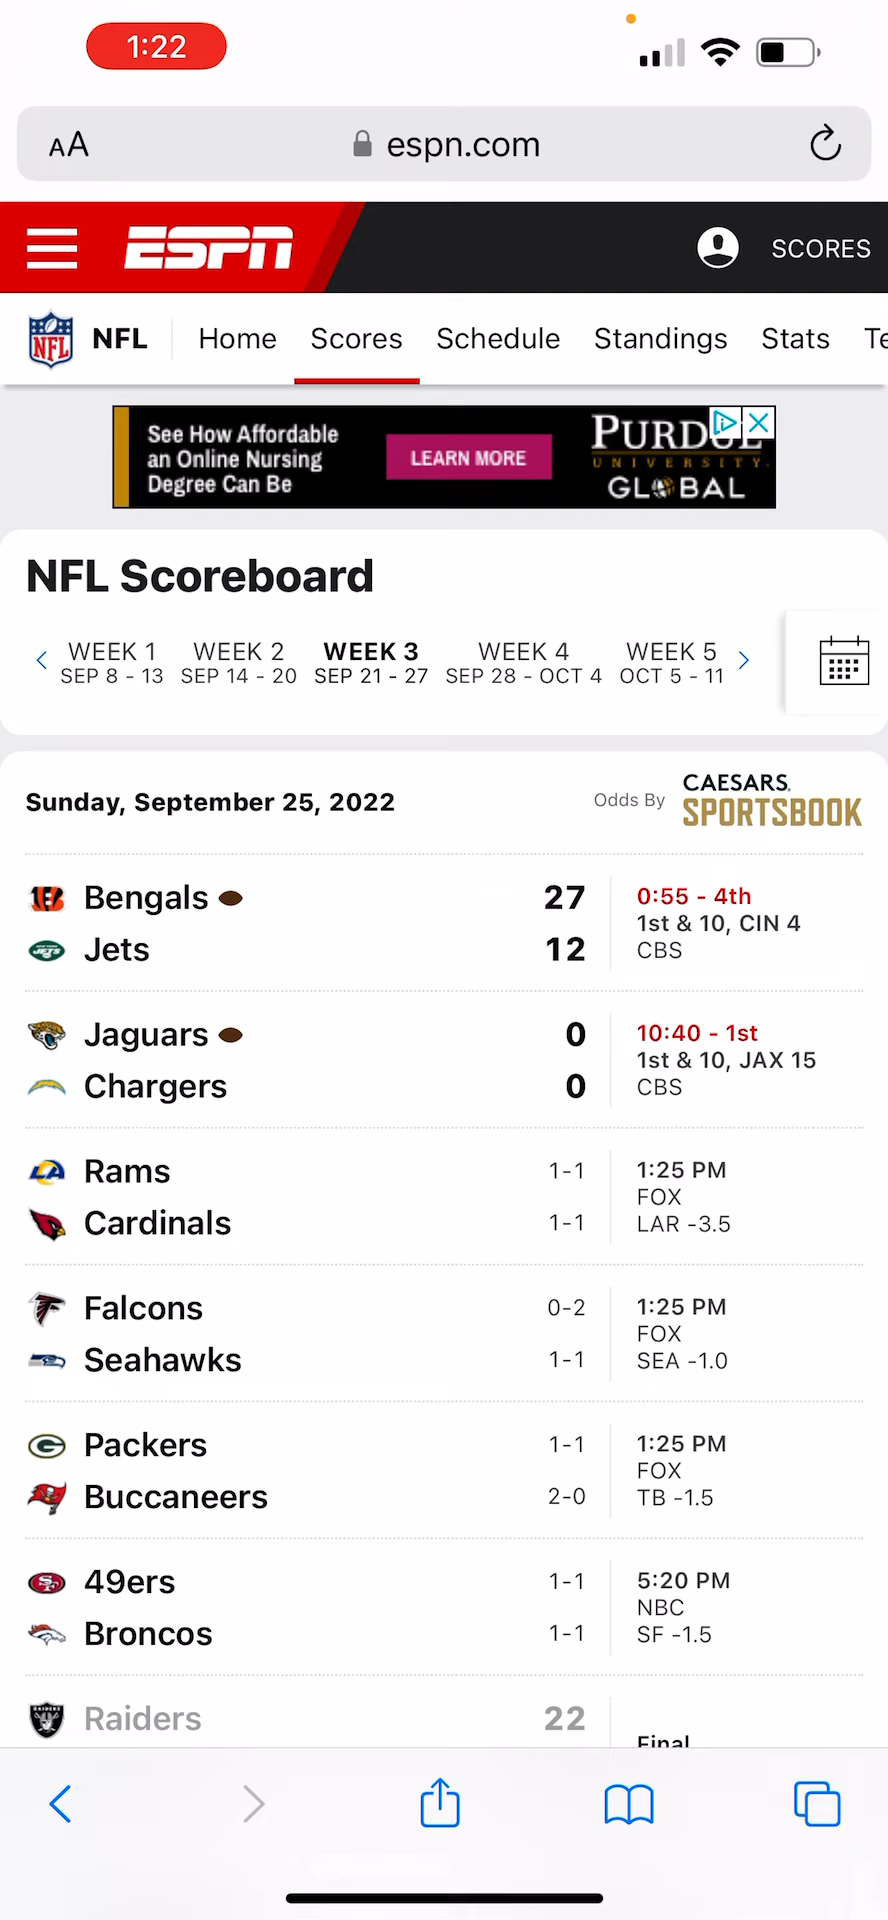 1:22
AA espn.com
ESPN SCORES
NFL NFL Home Scores Schedule Standings Stats Te
See How Affordable
an Online Nursing
Degree Can Be
LEARN MORE
PURDUE
UNIVERSITY
GLOBAL
NFL Scoreboard
WEEK 1 WEEK 2 WEEK 3 WEEK 4 WEEK 5
SEP 8 - 13 SEP 14 - 20 SEP 21 - 27 SEP 28 - OCT 4 OCT 5 - 11
Sunday, September 25, 2022
Odds By CAESARS
SPORTSBOOK
Bengals 27 0:55 - 4th
1st & 10, CIN 4
Jets 12 CBS
Jaguars 0 10:40 - 1st
1st & 10, JAX 15
Chargers 0 CBS
Rams 1-1 1:25 PM
FOX
Cardinals 1-1 LAR -3.5
Falcons 0-2 1:25 PM
FOX
Seahawks 1-1 SEA -1.0
Packers 1-1 1:25 PM
FOX
Buccaneers 2-0 TB -1.5
49ers 1-1 5:20 PM
NBC
Broncos 1-1 SF -1.5
Raiders 22
Final